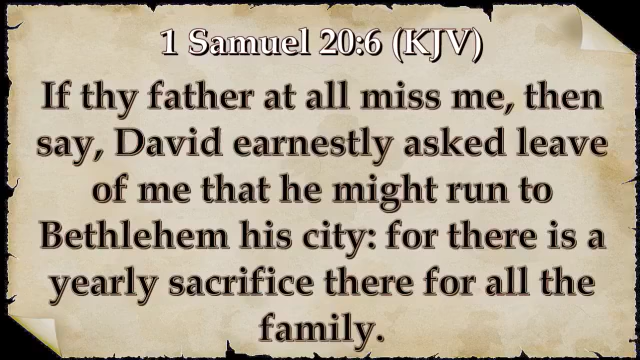 1 Samuel 20:6 (KJV)
If thy father at all miss me, then
say, David earnestly asked leave
of me that he might run to
Bethlehem his city: for there is a
yearly sacrifice there for all the
family.